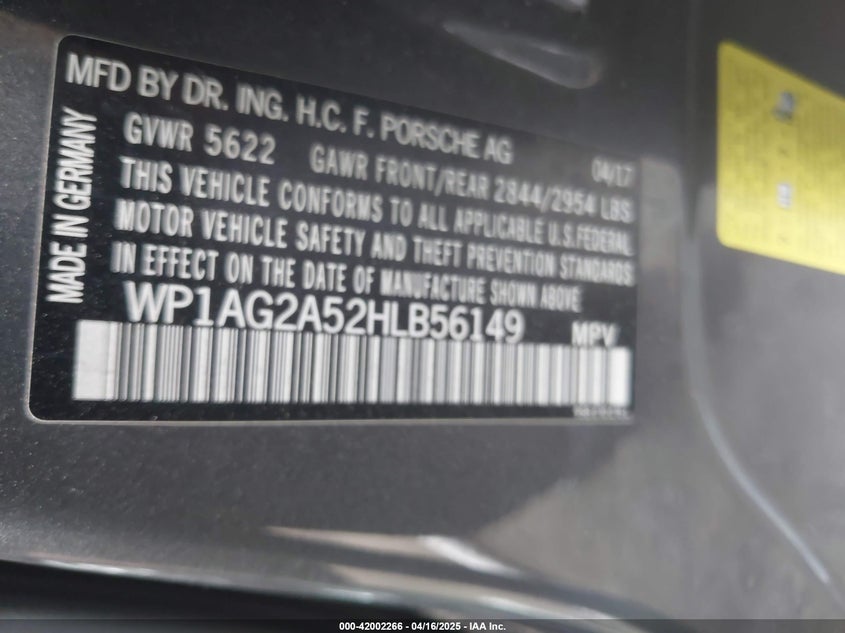 MFD BY DR. ING. H.C. F. PORSCHE AG
GVWR 5622 GAWR FRONT/REAR 2844/2954 LBS
04/17
THIS VEHICLE CONFORMS TO ALL APPLICABLE U.S. FEDERAL
MOTOR VEHICLE SAFETY AND THEFT PREVENTION STANDARDS
IN EFFECT ON THE DATE OF MANUFACTURE SHOWN ABOVE.
WP1AG2A52HLB56149 MPV
MADE IN GERMANY
000-42002266 - 04/16/2025 - IAA Inc.